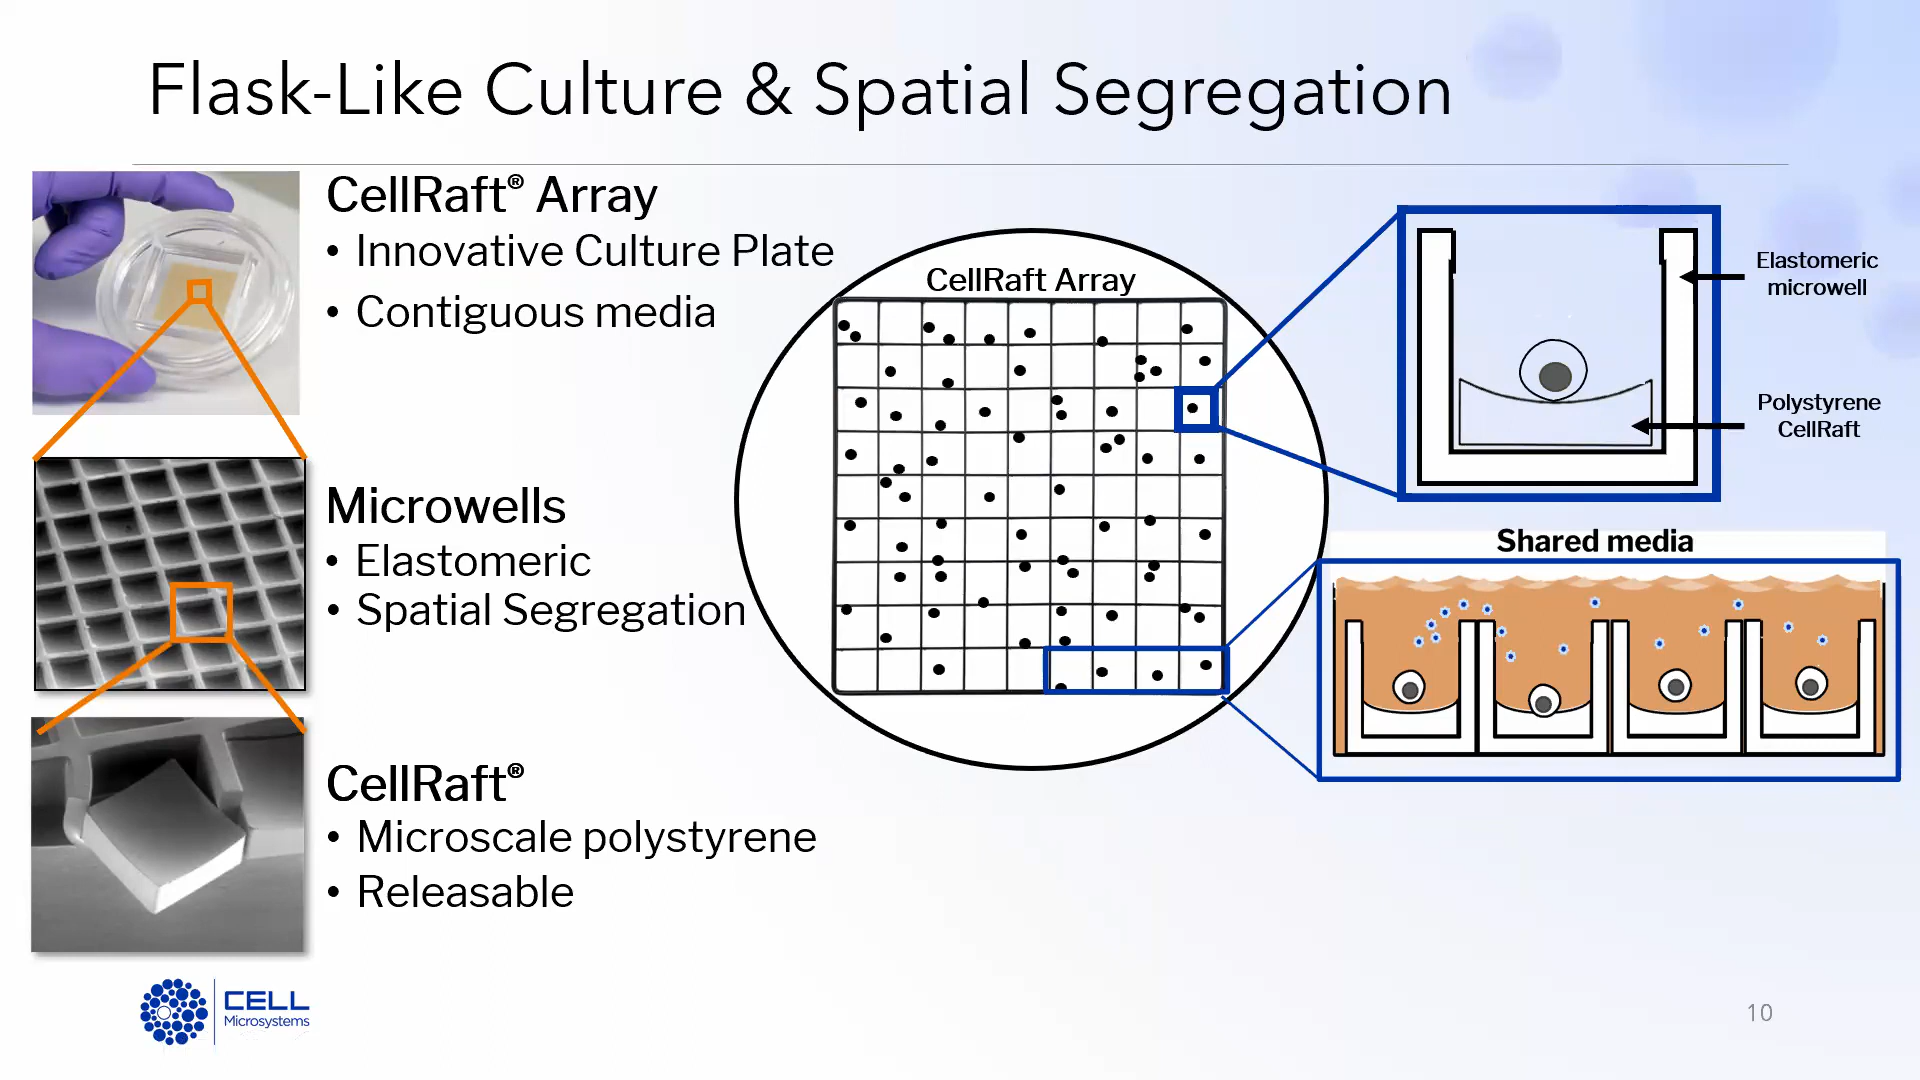 Flask-Like Culture & Spatial Segregation
CellRaft® Array
• Innovative Culture Plate
• Contiguous media
Microwells
• Elastomeric
• Spatial Segregation
CellRaft®
• Microscale polystyrene
• Releasable
CellRaft Array
Elastomeric
microwell
Polystyrene
CellRaft
Shared media
CELL
Microsystems
10